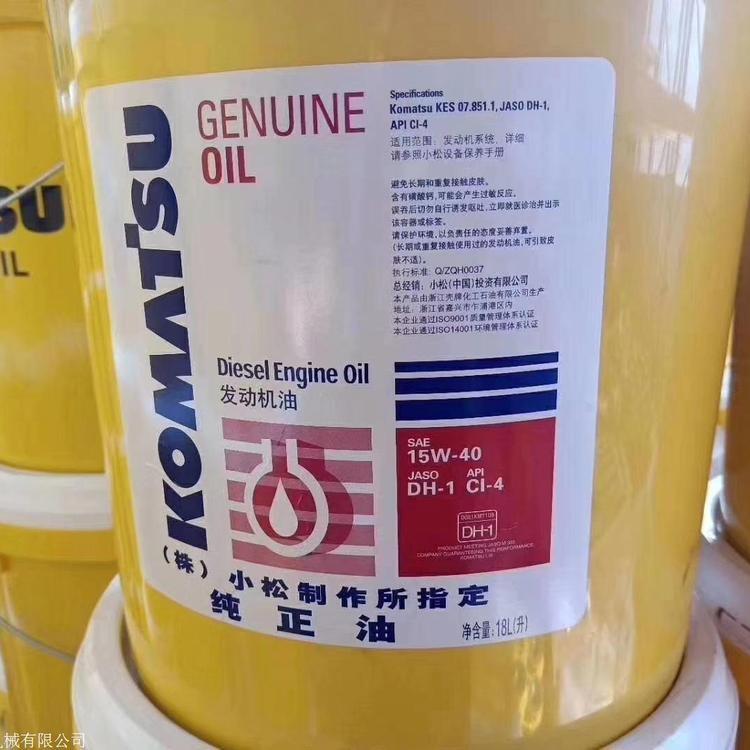 KOMATSU
GENUINE
OIL
Specifications
Komatsu KES 07.851.1, JASO DH-1,
API CI-4
适用范围：发动机系统，详细
请参照小松设备保养手册
避免长期和重复接触皮肤。
含有磺酸钙，可能会产生过敏反应。
误吞后切勿自行诱发呕吐，立即就医诊治并出示
该容器或标签。
请保护环境，以负责任的态度妥善弃置。
(长期或重复接触使用过的发动机油，可引致皮
肤不适)。
执行标准：Q/ZQH0037
总经销：小松(中国)投资有限公司
本产品由浙江壳牌化工石油有限公司生产
地址：浙江省嘉兴市乍浦港区内
本企业通过ISO9001质量管理体系认证
本企业通过ISO14001环境管理体系认证
Diesel Engine Oil
发动机油
SAE
15W-40
JASO API
DH-1 CI-4
DH-1
PRODUCT MEETING JASO M 355
COMPANY GUARANTEEING THIS PERFORMANCE:
KOMATSU Ltd
(株)小松制作所指定
纯正油
净含量：18L(升)
SU
IL
械有限公司